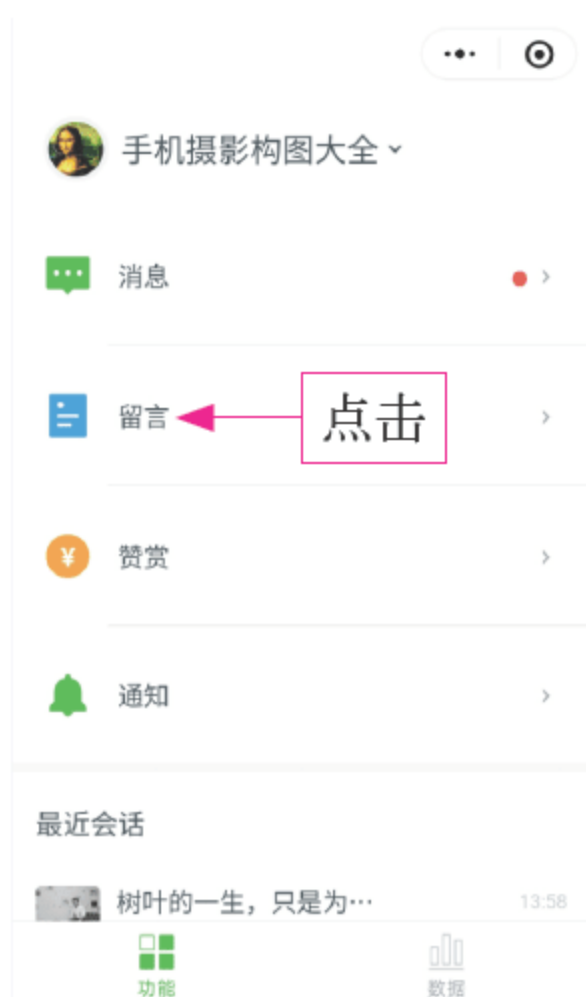 手机摄影构图大全
消息
留言 点击
¥ 赞赏
通知
最近会话
树叶的一生，只是为… 13:58
功能 数据